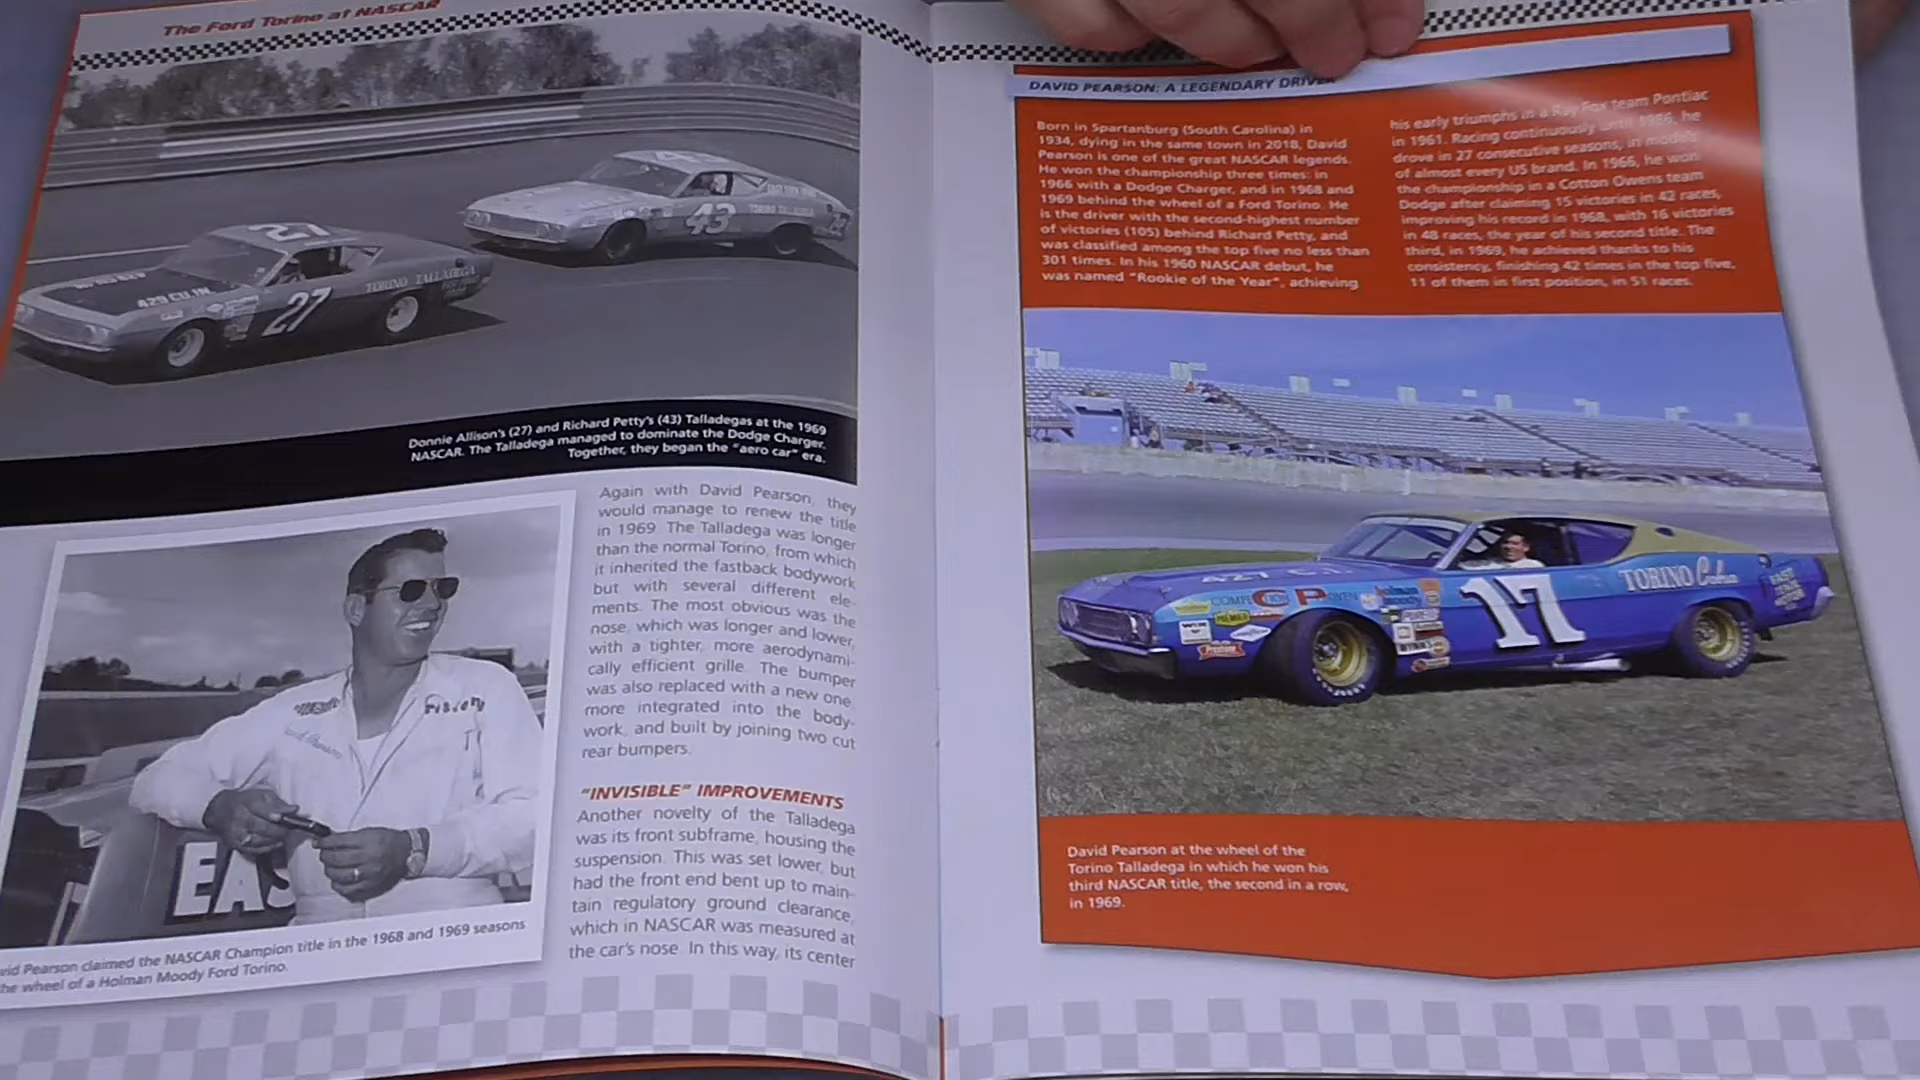 The Ford Torino at NASCAR
43
TORINO TALLADEGA
27
429 CU.IN
TORINO TALLADEGA
Donnie Allison's (27) and Richard Petty's (43) Talladegas at the 1969
NASCAR. The Talladega managed to dominate the Dodge Charger.
Together, they began the "aero car" era.
EAS
vid Pearson claimed the NASCAR Champion title in the 1968 and 1969 seasons
he wheel of a Holman Moody Ford Torino.
Again with David Pearson, they
would manage to renew the title
in 1969. The Talladega was longer
than the normal Torino, from which
it inherited the fastback bodywork
but with several different ele-
ments. The most obvious was the
nose, which was longer and lower,
with a tighter, more aerodynami-
cally efficient grille. The bumper
was also replaced with a new one
more integrated into the body-
work, and built by joining two cut
rear bumpers.
"INVISIBLE" IMPROVEMENTS
Another novelty of the Talladega
was its front subframe, housing the
suspension. This was set lower, but
had the front end bent up to main-
tain regulatory ground clearance,
which in NASCAR was measured at
the car's nose. In this way, its center
DAVID PEARSON: A LEGENDARY DRIVER
Born in Spartanburg (South Carolina) in
1934, dying in the same town in 2018, David
Pearson is one of the great NASCAR legends.
He won the championship three times: in
1966 with a Dodge Charger, and in 1968 and
1969 behind the wheel of a Ford Torino. He
is the driver with the second-highest number
of victories (105) behind Richard Petty, and
was classified among the top five no less than
301 times. In his 1960 NASCAR debut, he
was named "Rookie of the Year", achieving
his early triumphs in a Ray Fox team Pontiac
in 1961. Racing continuously until 1986, he
drove in 27 consecutive seasons, in models
of almost every US brand. In 1966, he won
the championship in a Cotton Owens team
Dodge after claiming 15 victories in 42 races,
improving his record in 1968, with 16 victories
in 48 races, the year of his second title. The
third, in 1969, he achieved thanks to his
consistency, finishing 42 times in the top five,
11 of them in first position, in 51 races.
17
TORINO Cobra
David Pearson at the wheel of the
Torino Talladega in which he won his
third NASCAR title, the second in a row,
in 1969.